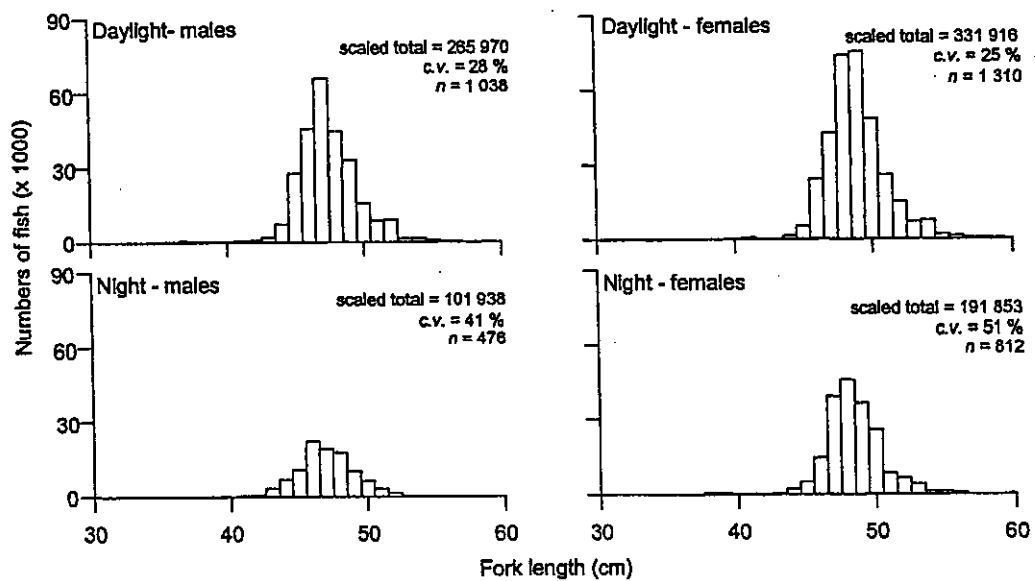 Numbers of fish (x 1000)
90
60
30
0
Daylight- males
scaled total = 265 970
c.v. = 28 %
n = 1 038
Daylight - females
scaled total = 331 916
c.v. = 25 %
n = 1 310
90
60
30
0
Night - males
scaled total = 101 938
c.v. = 41 %
n = 476
Night - females
scaled total = 191 853
c.v. = 51 %
n = 812
30 40 50 60
30 40 50 60
Fork length (cm)